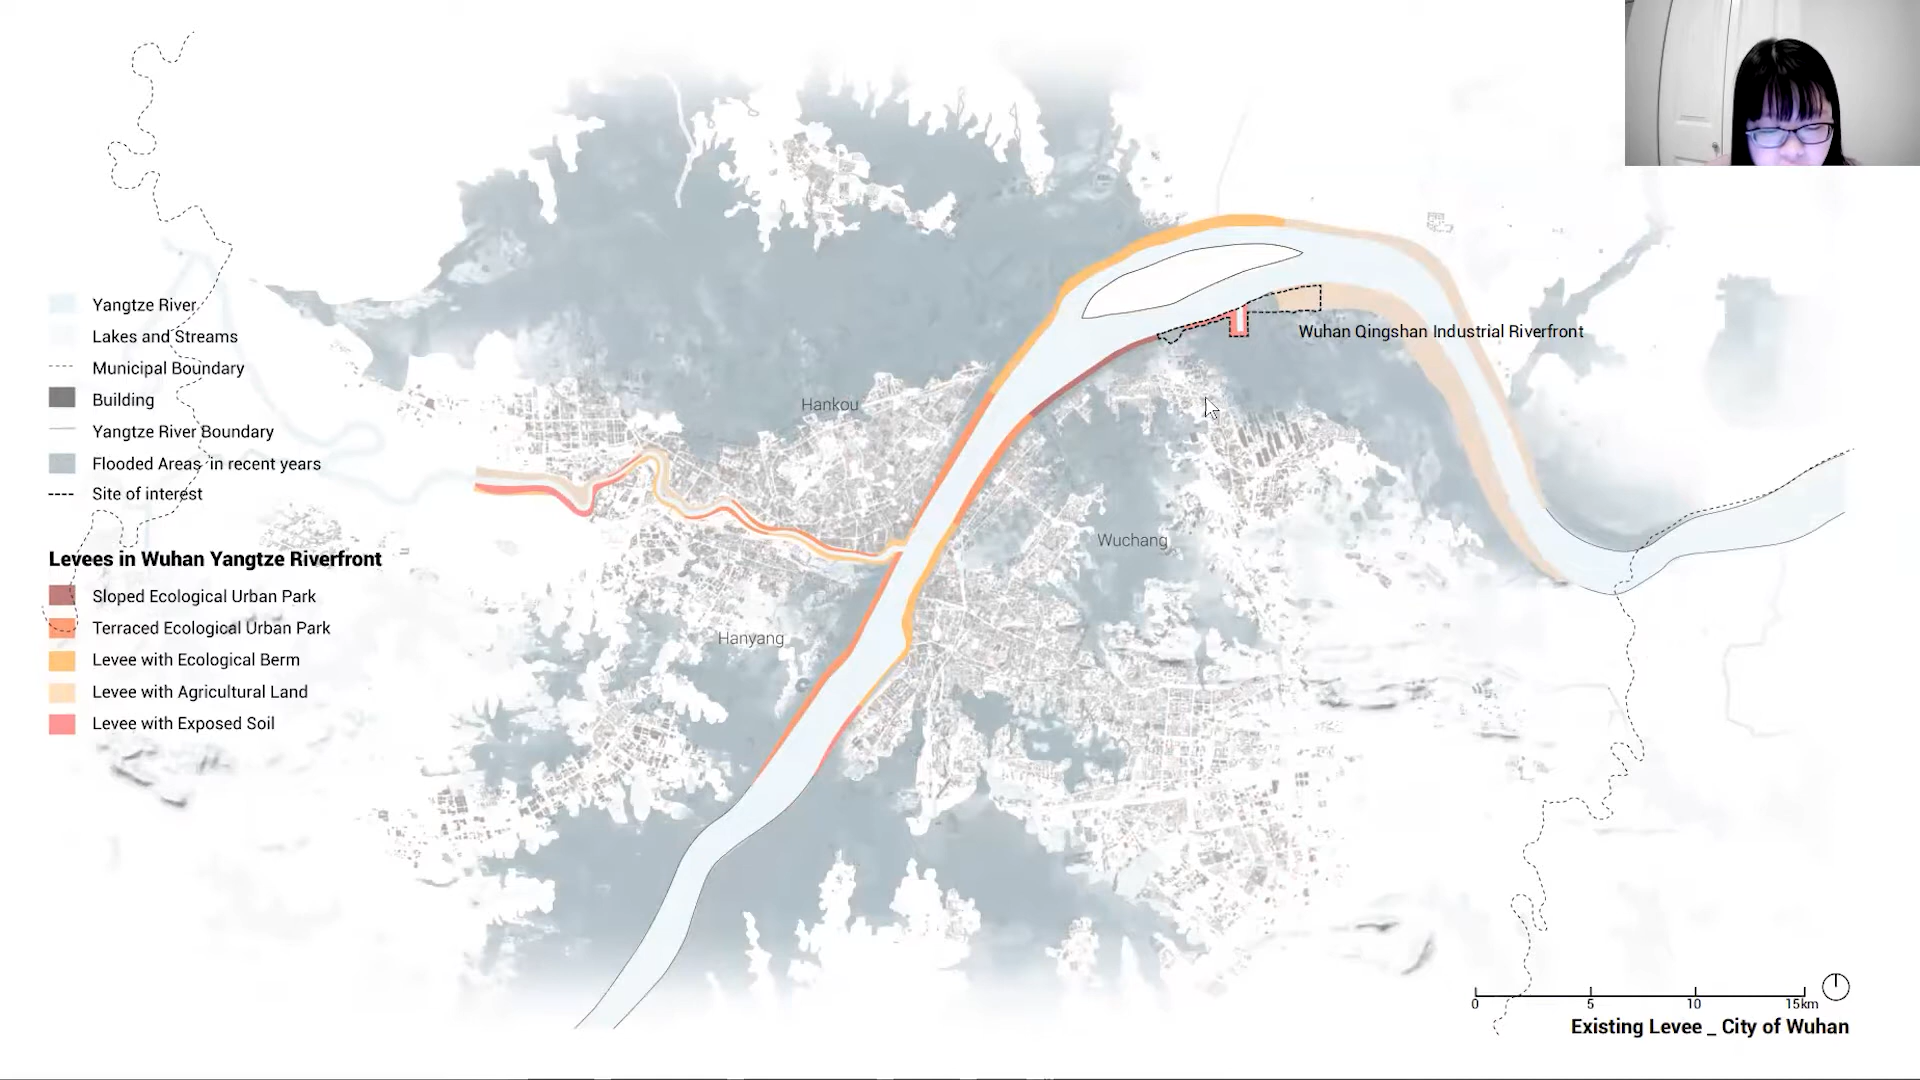 Yangtze River
Lakes and Streams
Municipal Boundary
Building
Yangtze River Boundary
Flooded Areas in recent years
Site of interest
Levees in Wuhan Yangtze Riverfront
Sloped Ecological Urban Park
Terraced Ecological Urban Park
Levee with Ecological Berm
Levee with Agricultural Land
Levee with Exposed Soil
Wuhan Qingshan Industrial Riverfront
Hankou
Wuchang
Hanyang
0 5 10 15km
Existing Levee _ City of Wuhan